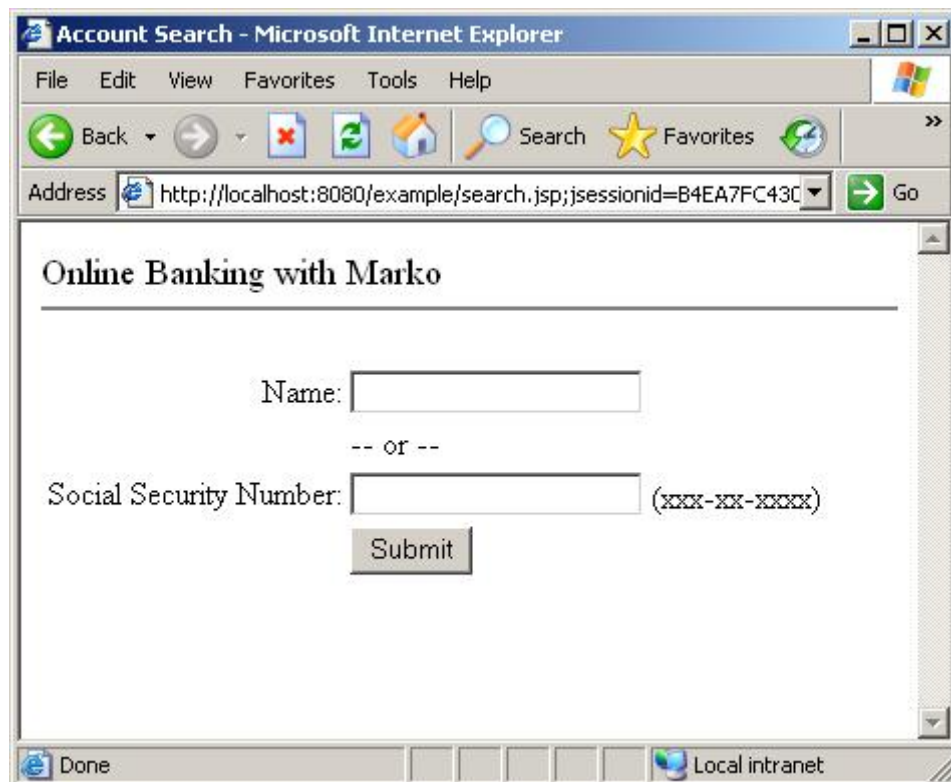 Account Search - Microsoft Internet Explorer
File Edit View Favorites Tools Help
Back Search Favorites »
Address http://localhost:8080/example/search.jsp;jsessionid=B4EA7FC430 Go
Online Banking with Marko
Name:
-- or --
Social Security Number: (xxx-xx-xxxx)
Submit
Done Local intranet